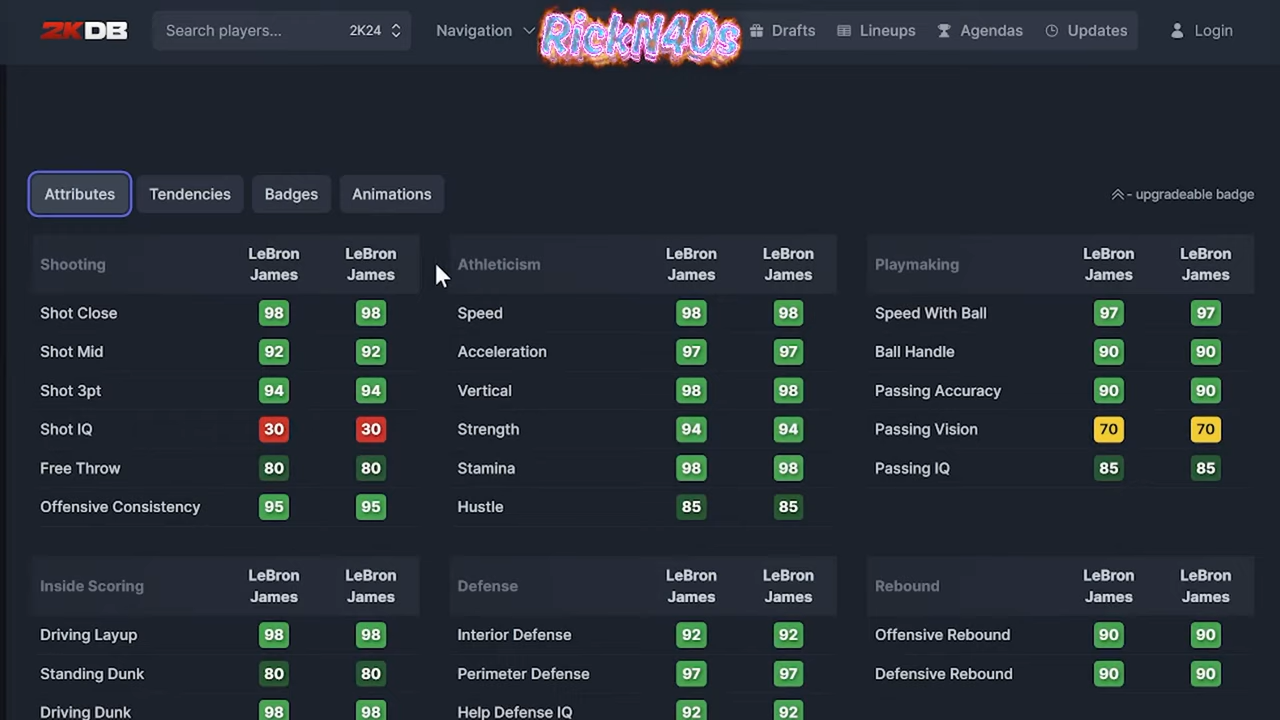 2KDB Search players... 2K24 Navigation RickN40s Drafts Lineups Agendas Updates Login
Attributes Tendencies Badges Animations - upgradeable badge
Shooting LeBron James LeBron James
Shot Close 98 98
Shot Mid 92 92
Shot 3pt 94 94
Shot IQ 30 30
Free Throw 80 80
Offensive Consistency 95 95
Athleticism LeBron James LeBron James
Speed 98 98
Acceleration 97 97
Vertical 98 98
Strength 94 94
Stamina 98 98
Hustle 85 85
Playmaking LeBron James LeBron James
Speed With Ball 97 97
Ball Handle 90 90
Passing Accuracy 90 90
Passing Vision 70 70
Passing IQ 85 85
Inside Scoring LeBron James LeBron James
Driving Layup 98 98
Standing Dunk 80 80
Driving Dunk 98 98
Defense LeBron James LeBron James
Interior Defense 92 92
Perimeter Defense 97 97
Help Defense IQ 92 92
Rebound LeBron James LeBron James
Offensive Rebound 90 90
Defensive Rebound 90 90